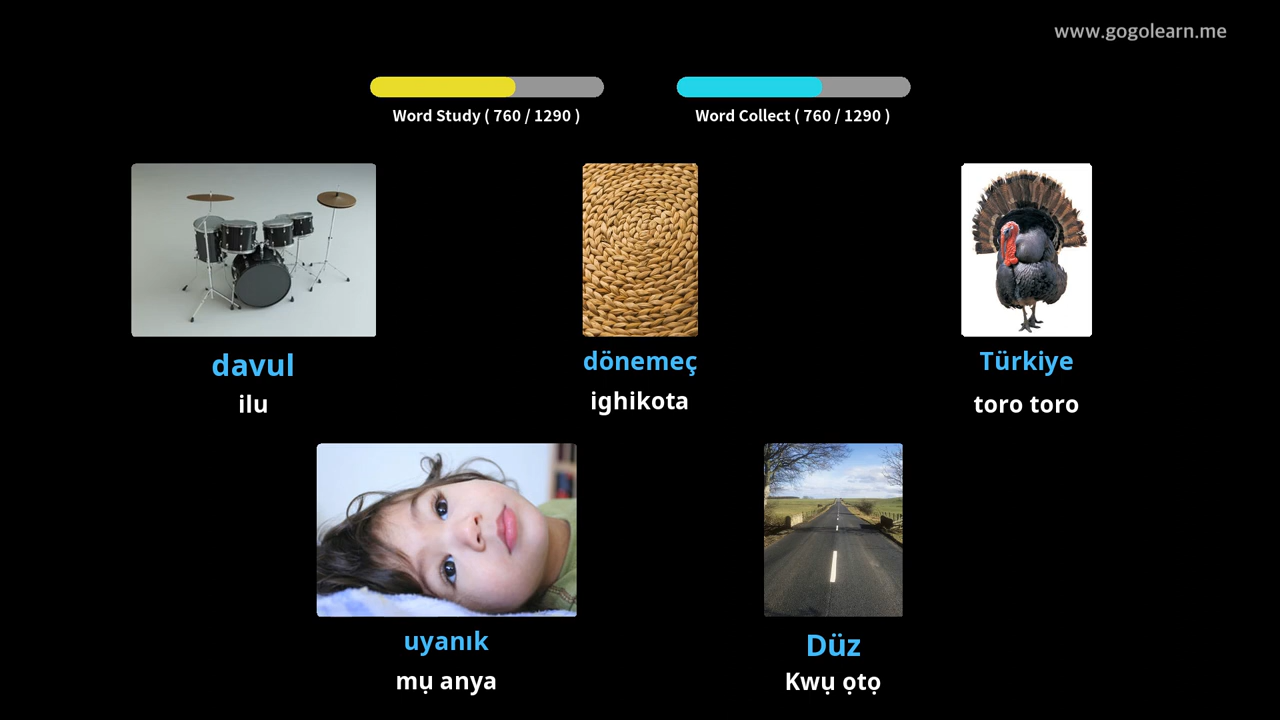 www.gogolearn.me
Word Study ( 760 / 1290 )
Word Collect ( 760 / 1290 )
davul
ilu
dönemeç
ighikota
Türkiye
toro toro
uyanık
mụ anya
Düz
Kwụ ọtọ